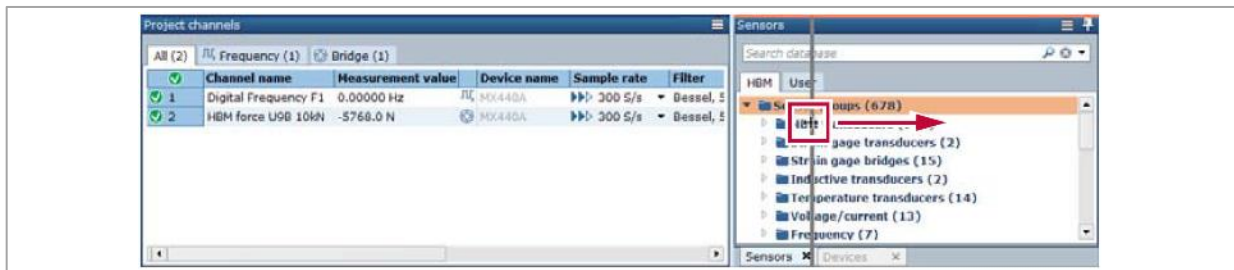 Project channels
All (2) Frequency (1) Bridge (1)
Channel name Measurement value Device name Sample rate Filter
1 Digital Frequency F1 0.00000 Hz MX440A 300 S/s Bessel, 5
2 HBM force U9B 10kN -5768.0 N MX440A 300 S/s Bessel, 5
Sensors
Search database
HBM User
(678)
gage transducers (2)
Strain gage bridges (15)
Inductive transducers (2)
Temperature transducers (14)
Voltage/current (13)
Frequency (7)
Sensors Devices